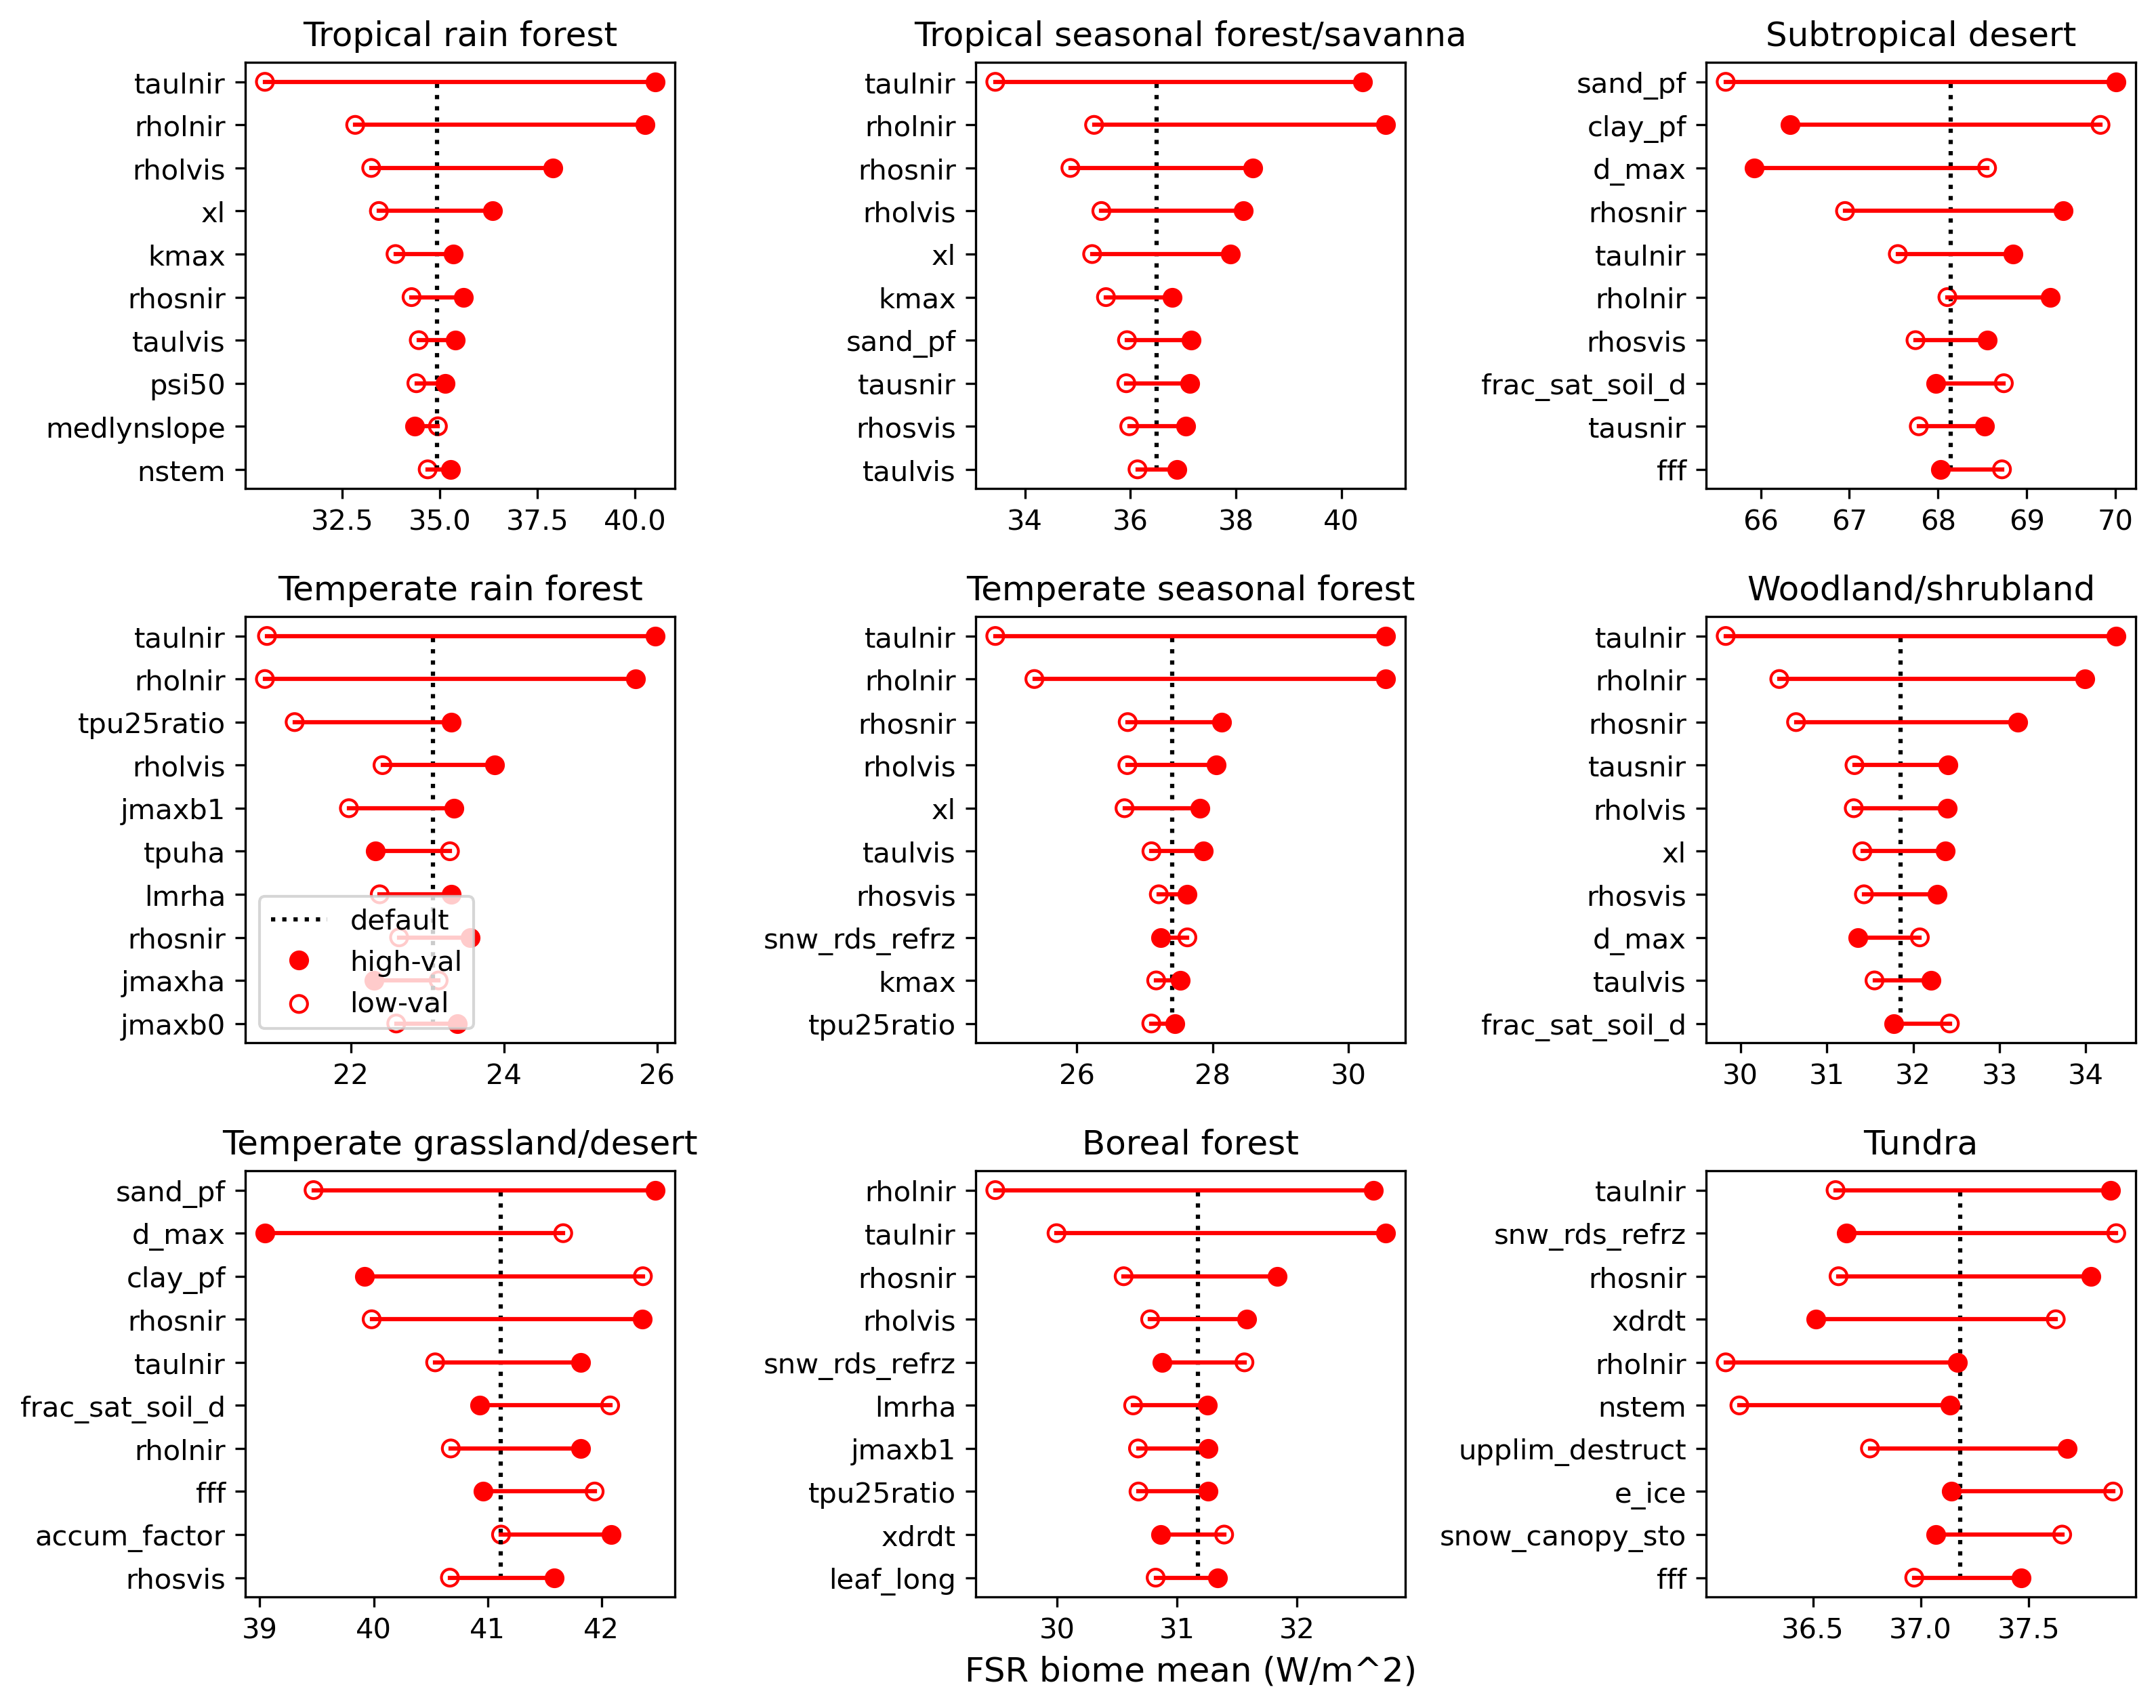 Tropical rain forest
taulnir
rholnir
rholvis
xl
kmax
rhosnir
taulvis
psi50
medlynslope
nstem
32.5 35.0 37.5 40.0
Tropical seasonal forest/savanna
taulnir
rholnir
rhosnir
rholvis
xl
kmax
sand_pf
tausnir
rhosvis
taulvis
34 36 38 40
Subtropical desert
sand_pf
clay_pf
d_max
rhosnir
taulnir
rholnir
rhosvis
frac_sat_soil_d
tausnir
fff
66 67 68 69 70
Temperate rain forest
taulnir
rholnir
tpu25ratio
rholvis
jmaxb1
tpuha
lmrha
rhosnir
jmaxha
jmaxb0
default
high-val
low-val
22 24 26
Temperate seasonal forest
taulnir
rholnir
rhosnir
rholvis
xl
taulvis
rhosvis
snw_rds_refrz
kmax
tpu25ratio
26 28 30
Woodland/shrubland
taulnir
rholnir
rhosnir
tausnir
rholvis
xl
rhosvis
d_max
taulvis
frac_sat_soil_d
30 31 32 33 34
Temperate grassland/desert
sand_pf
d_max
clay_pf
rhosnir
taulnir
frac_sat_soil_d
rholnir
fff
accum_factor
rhosvis
39 40 41 42
Boreal forest
rholnir
taulnir
rhosnir
rholvis
snw_rds_refrz
lmrha
jmaxb1
tpu25ratio
xdrdt
leaf_long
30 31 32
Tundra
taulnir
snw_rds_refrz
rhosnir
xdrdt
rholnir
nstem
upplim_destruct
e_ice
snow_canopy_sto
fff
36.5 37.0 37.5
FSR biome mean (W/m^2)